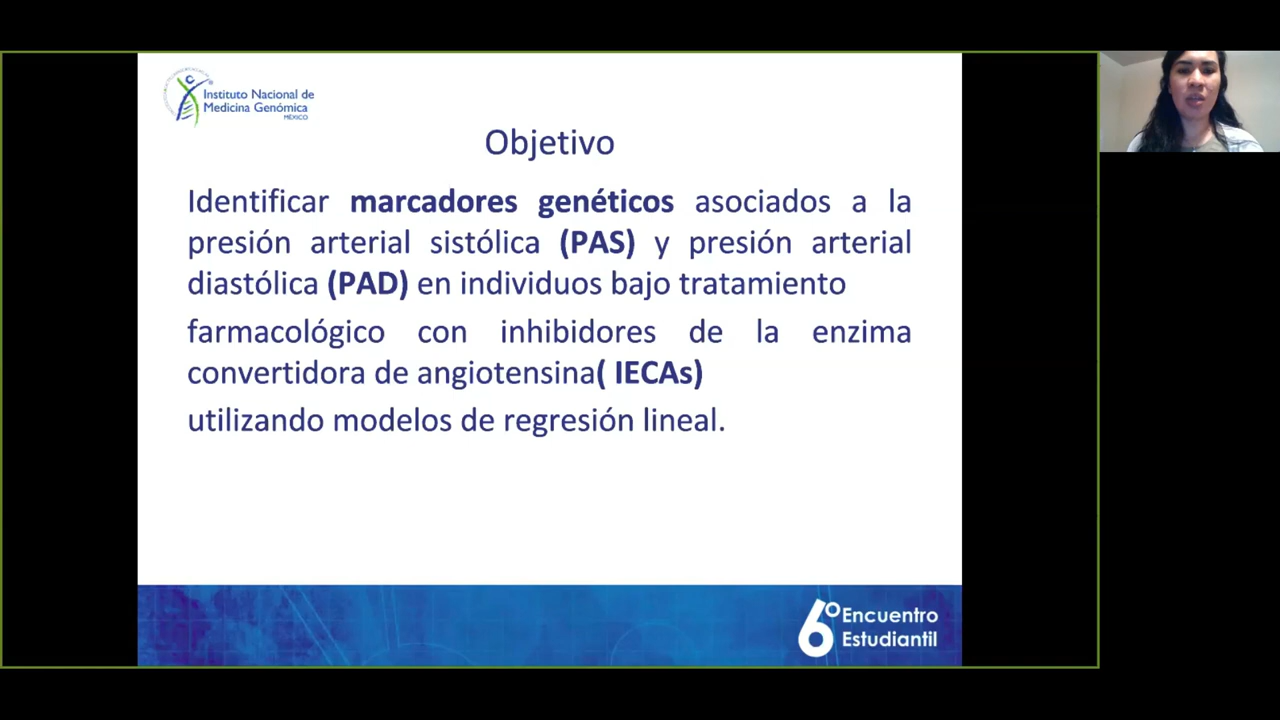 Instituto Nacional de
Medicina Genómica
MÉXICO
Objetivo
Identificar marcadores genéticos asociados a la
presión arterial sistólica (PAS) y presión arterial
diastólica (PAD) en individuos bajo tratamiento
farmacológico con inhibidores de la enzima
convertidora de angiotensina( IECAs)
utilizando modelos de regresión lineal.
6º Encuentro
Estudiantil